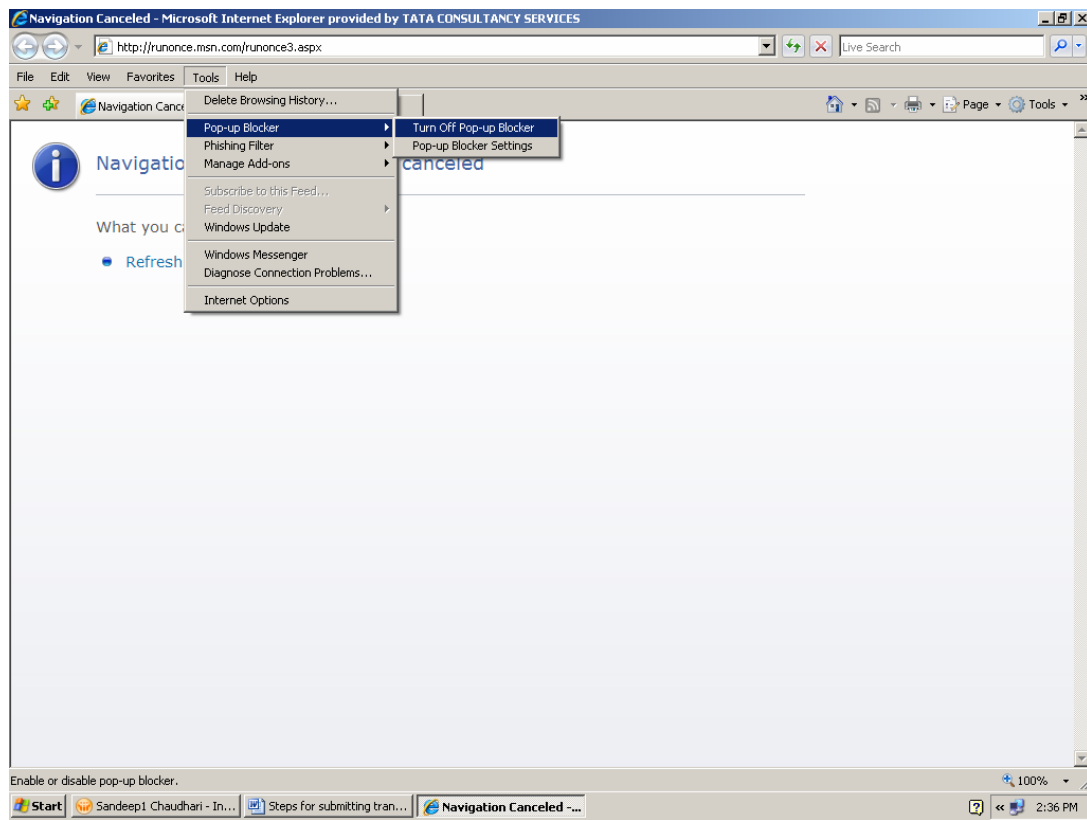 Navigation Canceled - Microsoft Internet Explorer provided by TATA CONSULTANCY SERVICES
http://runonce.msn.com/runonce3.aspx
Live Search
File Edit View Favorites Tools Help
Navigation Cance
Page Tools
Delete Browsing History...
Pop-up Blocker
Turn Off Pop-up Blocker
Phishing Filter
Pop-up Blocker Settings
Manage Add-ons
Navigatio
canceled
Subscribe to this Feed...
Feed Discovery
What you c
Windows Update
Windows Messenger
Refresh
Diagnose Connection Problems...
Internet Options
Enable or disable pop-up blocker.
100%
Start
Sandeep1 Chaudhari - In...
Steps for submitting tran...
Navigation Canceled -...
2:36 PM